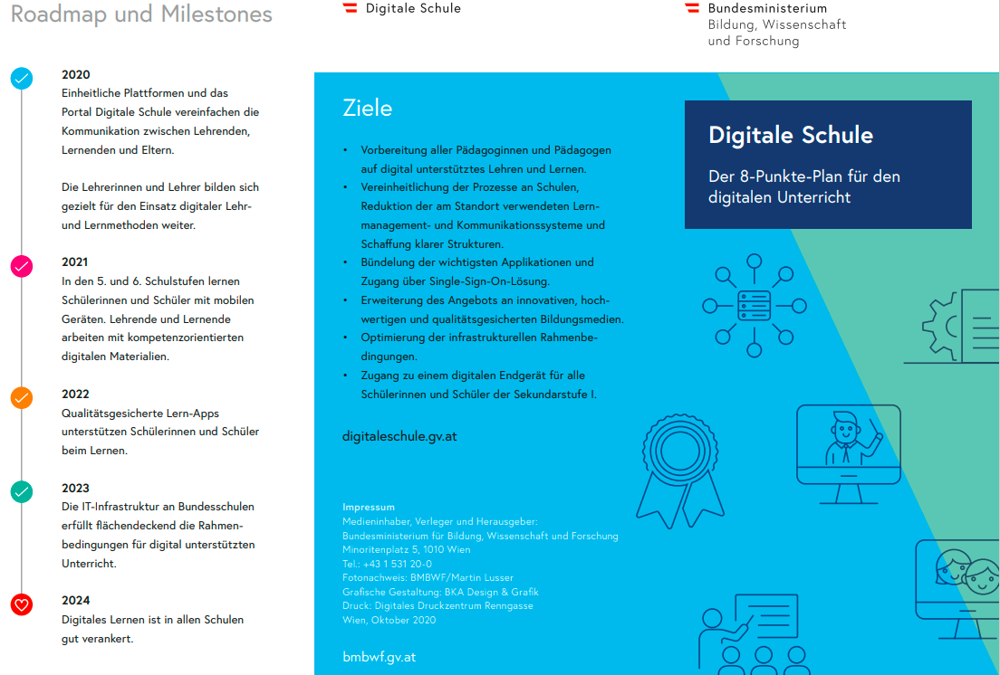 Roadmap und Milestones
2020
Einheitliche Plattformen und das
Portal Digitale Schule vereinfachen die
Kommunikation zwischen Lehrenden,
Lernenden und Eltern.
Die Lehrerinnen und Lehrer bilden sich
gezielt für den Einsatz digitaler Lehr-
und Lernmethoden weiter.
2021
In den 5. und 6. Schulstufen lernen
Schülerinnen und Schüler mit mobilen
Geräten. Lehrende und Lernende
arbeiten mit kompetenzorientierten
digitalen Materialien.
2022
Qualitätsgesicherte Lern-Apps
unterstützen Schülerinnen und Schüler
beim Lernen.
2023
Die IT-Infrastruktur an Bundesschulen
erfüllt flächendeckend die Rahmen-
bedingungen für digital unterstützten
Unterricht.
2024
Digitales Lernen ist in allen Schulen
gut verankert.
Digitale Schule
Ziele
• Vorbereitung aller Pädagoginnen und Pädagogen
auf digital unterstütztes Lehren und Lernen.
• Vereinheitlichung der Prozesse an Schulen,
Reduktion der am Standort verwendeten Lern-
management- und Kommunikationssysteme und
Schaffung klarer Strukturen.
• Bündelung der wichtigsten Applikationen und
Zugang über Single-Sign-On-Lösung.
• Erweiterung des Angebots an innovativen, hoch-
wertigen und qualitätsgesicherten Bildungsmedien.
• Optimierung der infrastrukturellen Rahmenbe-
dingungen.
• Zugang zu einem digitalen Endgerät für alle
Schülerinnen und Schüler der Sekundarstufe I.
digitaleschule.gv.at
Impressum
Medieninhaber, Verleger und Herausgeber:
Bundesministerium für Bildung, Wissenschaft und Forschung
Minoritenplatz 5, 1010 Wien
Tel.: +43 1 531 20-0
Fotonachweis: BMBWF/Martin Lusser
Grafische Gestaltung: BKA Design & Grafik
Druck: Digitales Druckzentrum Renngasse
Wien, Oktober 2020
bmbwf.gv.at
Bundesministerium
Bildung, Wissenschaft
und Forschung
Digitale Schule
Der 8-Punkte-Plan für den
digitalen Unterricht